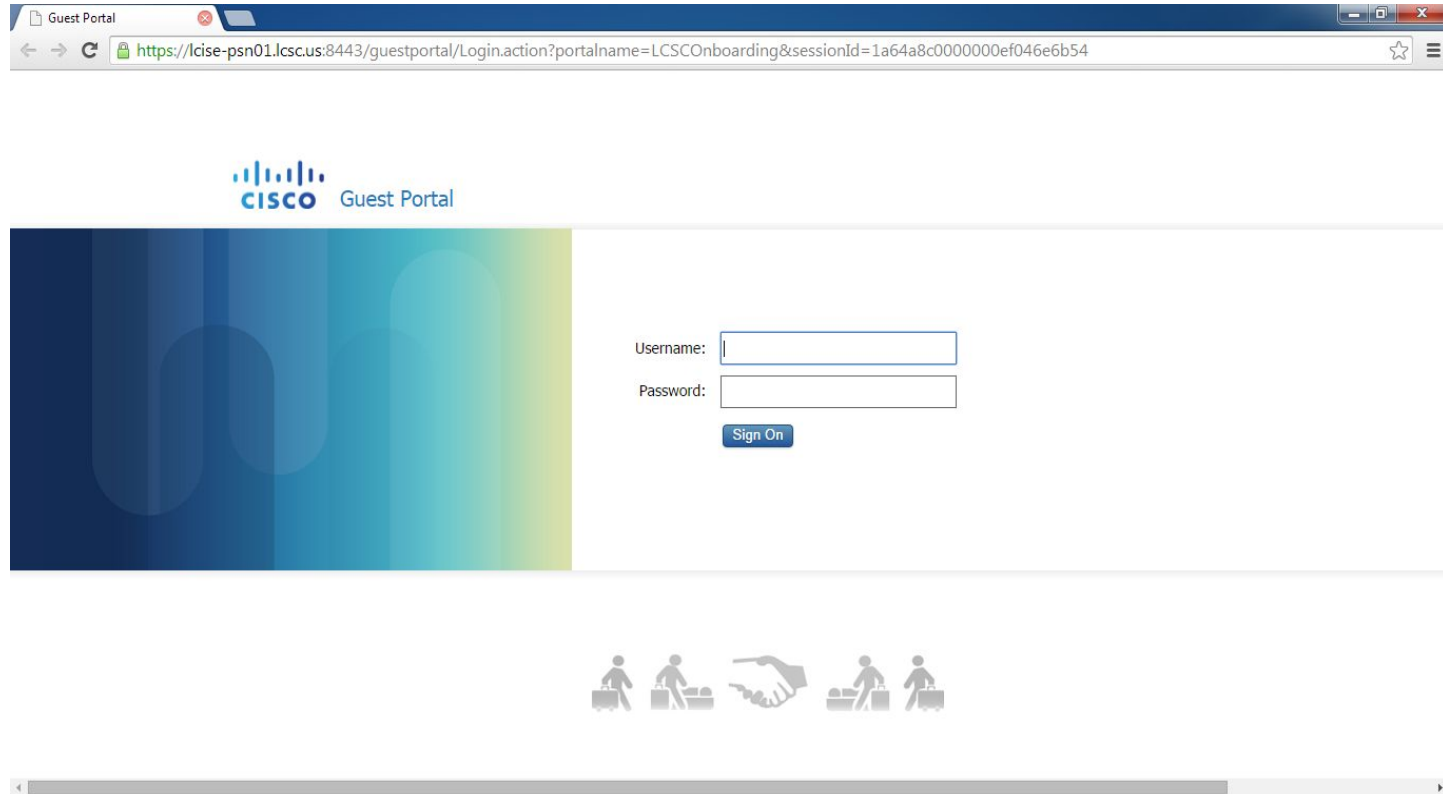 Guest Portal
https://lcise-psn01.lcsc.us:8443/guestportal/Login.action?portalname=LCSCOnboarding&sessionId=1a64a8c0000000ef046e6b54
CISCO Guest Portal
Username:
Password:
Sign On